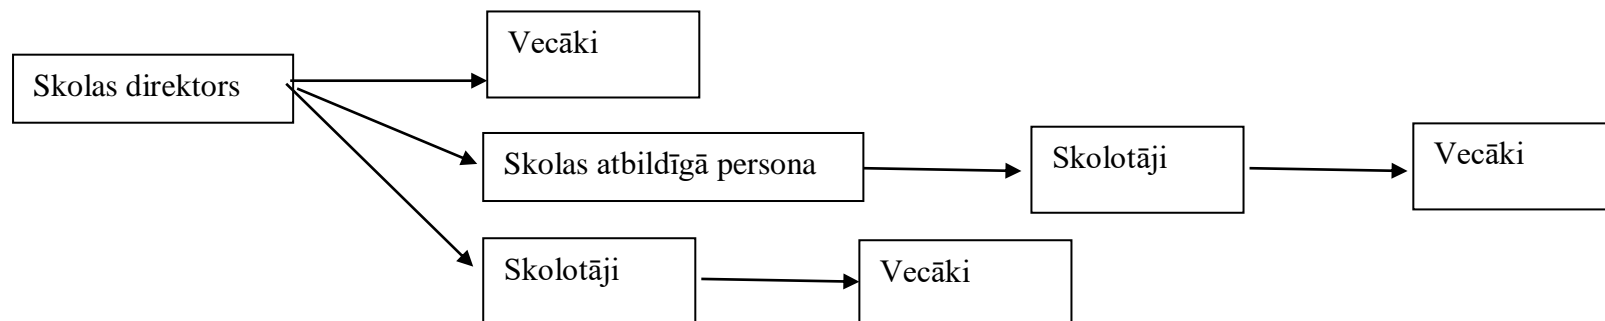 Vecāki
Skolas direktors
Skolas atbildīgā persona
Skolotāji
Vecāki
Skolotāji
Vecāki